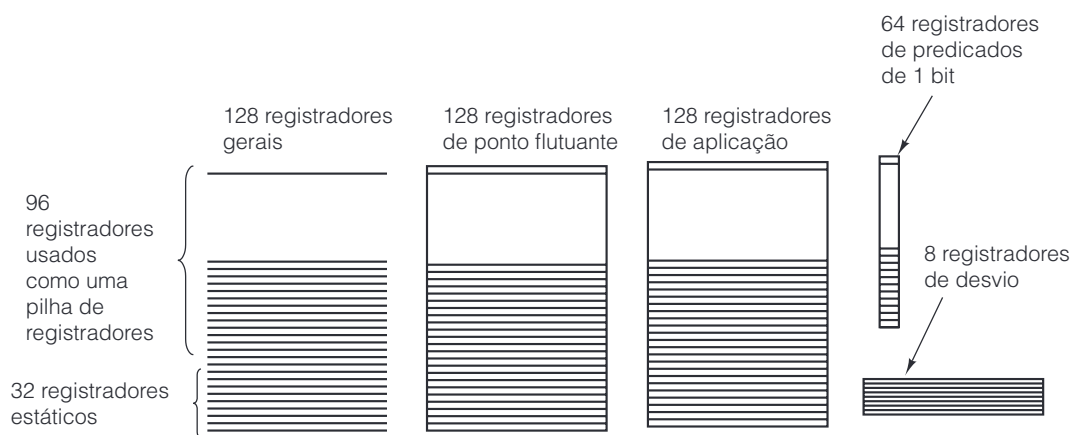 64 registradores
de predicados
de 1 bit
128 registradores
gerais
128 registradores
de ponto flutuante
128 registradores
de aplicação
96
registradores
usados
como uma
pilha de
registradores
8 registradores
de desvio
32 registradores
estáticos